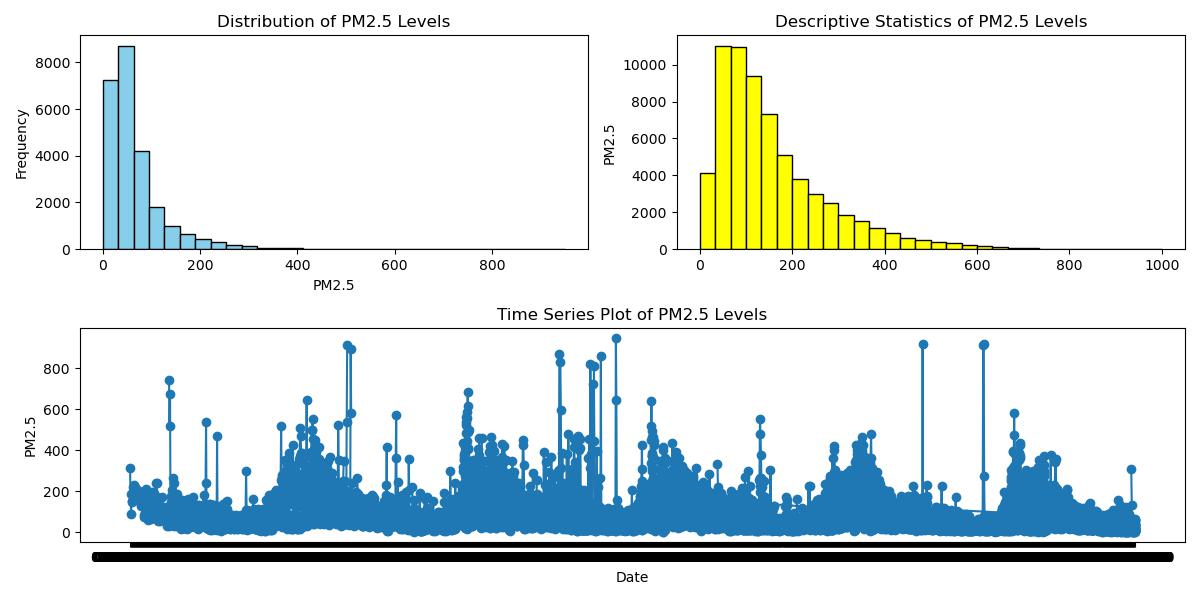 Distribution of PM2.5 Levels
Frequency
8000
6000
4000
2000
0
0 200 400 600 800
PM2.5
Descriptive Statistics of PM2.5 Levels
PM2.5
10000
8000
6000
4000
2000
0
0 200 400 600 800 1000
Time Series Plot of PM2.5 Levels
PM2.5
800
600
400
200
0
Date